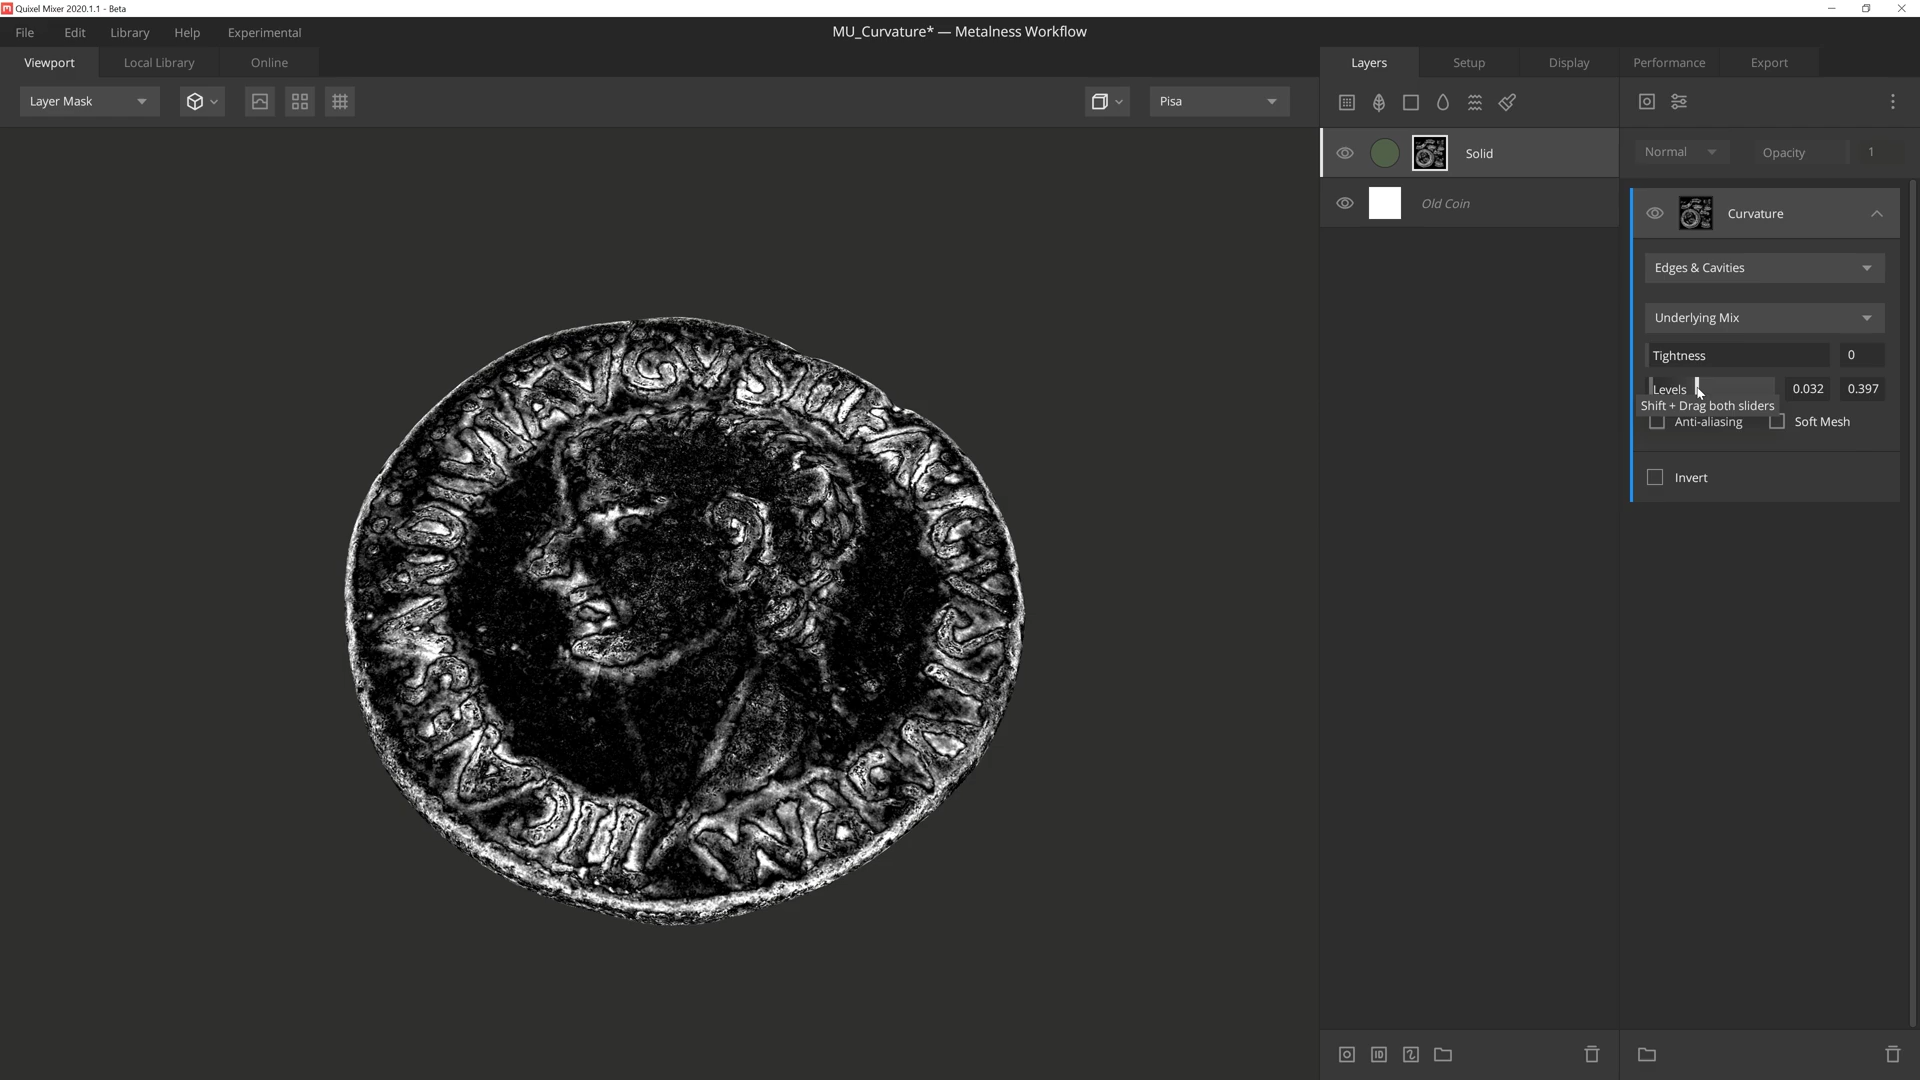 Quixel Mixer 2020.1.1 - Beta
File Edit Library Help Experimental
MU_Curvature* — Metalness Workflow
Viewport Local Library Online
Layers Setup Display Performance Export
Layer Mask
Pisa
Solid
Old Coin
Normal Opacity 1
Curvature
Edges & Cavities
Underlying Mix
Tightness 0
Levels 0.032 0.397
Shift + Drag both sliders
Anti-aliasing Soft Mesh
Invert
ID